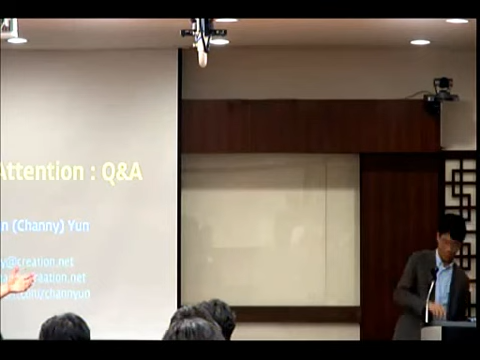 Attention : Q&A
n (Channy) Yun
y@creation.net
creation.net
.com/channyun